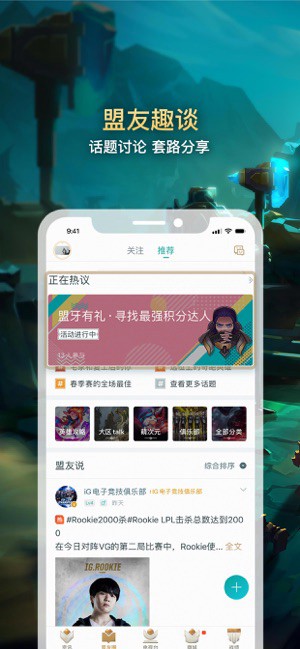 盟友趣谈
话题讨论 套路分享
9:41
关注 推荐
正在热议
盟牙有礼 · 寻找最强积分达人
活动进行中
# 春季赛的全场最佳
# 查看更多话题
英雄攻略 大区talk 萌次元 俱乐部 全部分类
盟友说 综合排序
iG电子竞技俱乐部 iG电子竞技俱乐部
昨天
#Rookie2000杀#Rookie LPL击杀总数达到200
0
在今日对阵VG的第二局比赛中，Rookie使... 全文
IG.ROOKIE